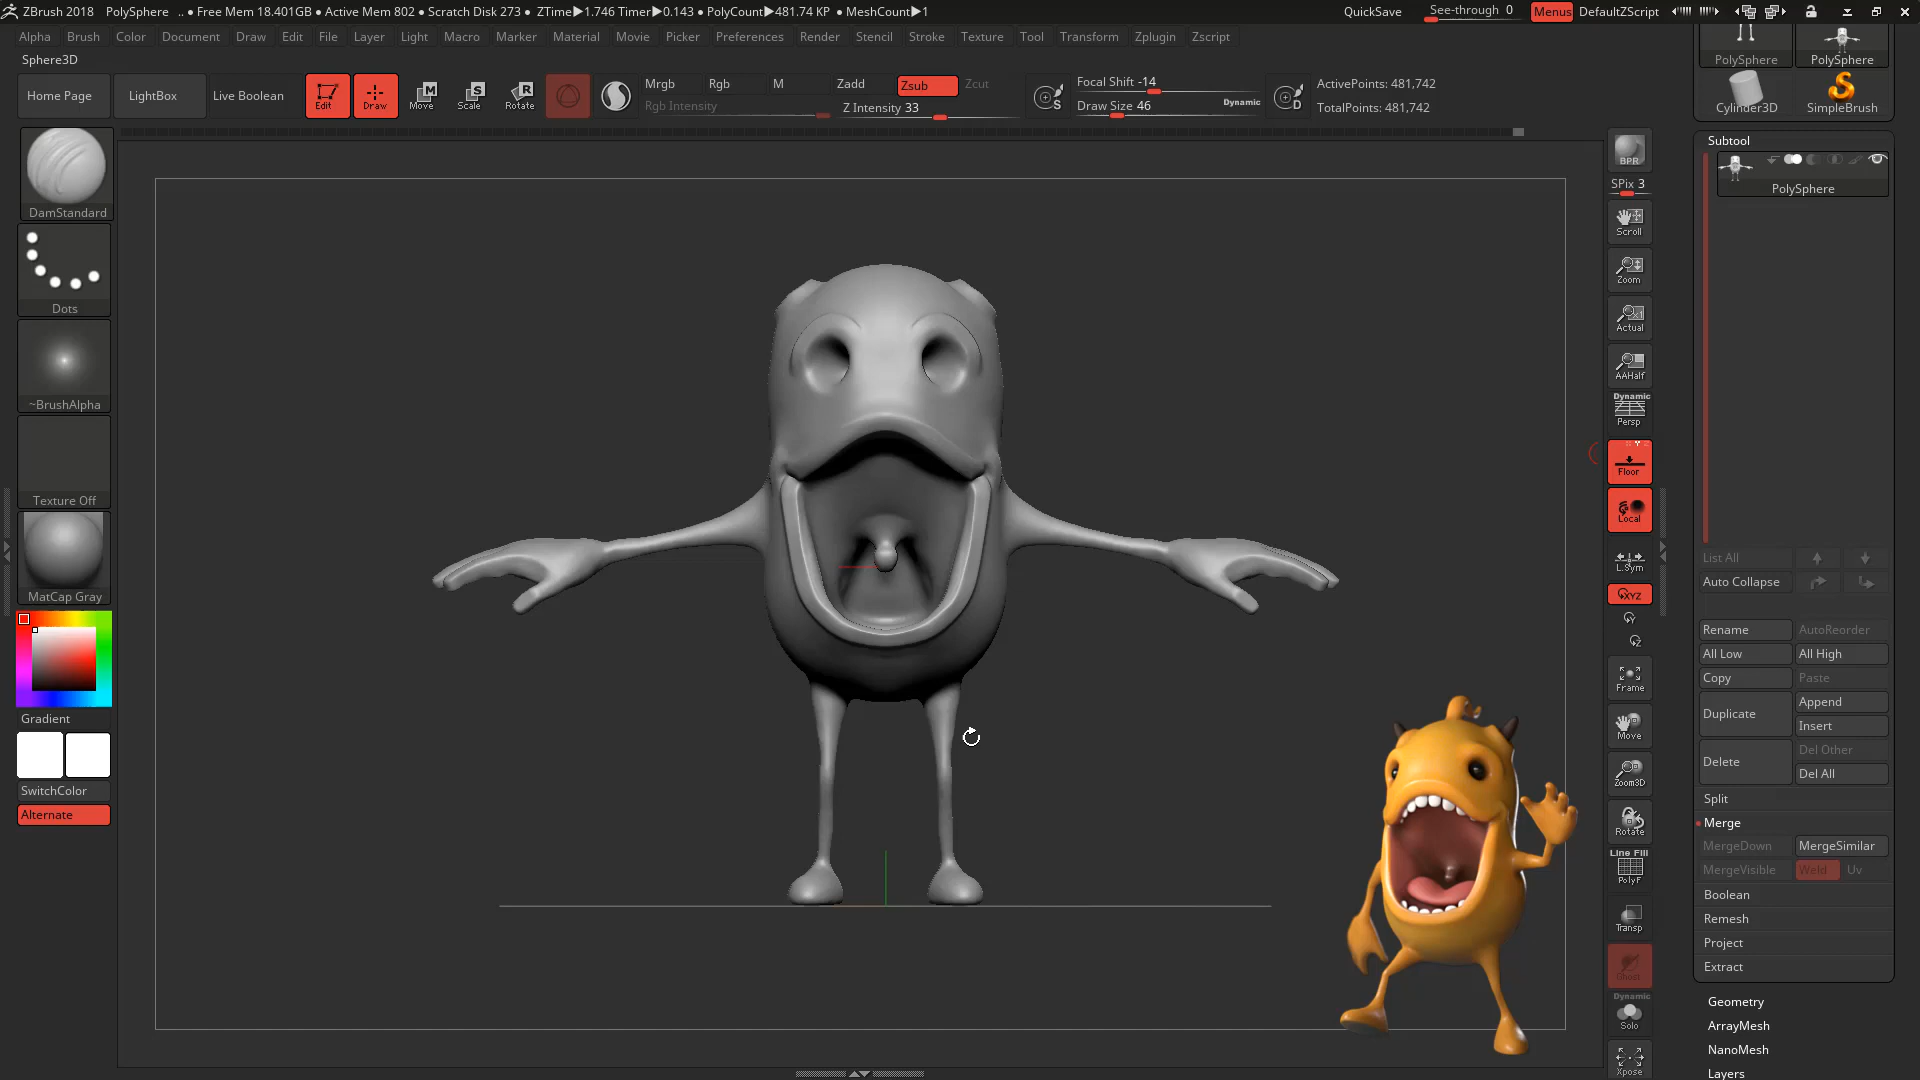 ZBrush 2018 PolySphere .. ● Free Mem 18.401GB ● Active Mem 802 ● Scratch Disk 273 ● ZTime▶1.746 Timer▶0.143 ● PolyCount▶481.74 KP ● MeshCount▶1 QuickSave See-through 0 Menus DefaultZScript
Alpha Brush Color Document Draw Edit File Layer Light Macro Marker Material Movie Picker Preferences Render Stencil Stroke Texture Tool Transform Zplugin Zscript
Sphere3D
Home Page LightBox Live Boolean Edit Draw Move Scale Rotate
Mrgb Rgb M Zadd Zsub Zcut
Rgb Intensity Z Intensity 33
Focal Shift -14
Draw Size 46 Dynamic
ActivePoints: 481,742
TotalPoints: 481,742
PolySphere PolySphere
Cylinder3D SimpleBrush
DamStandard
Dots
~BrushAlpha
Texture Off
MatCap Gray
Gradient
SwitchColor
Alternate
BPR
SPix 3
Scroll
Zoom
Actual
AAHalf
Dynamic
Persp
Floor
Local
L.Sym
XYZ
Y
Z
Frame
Move
Zoom3D
Rotate
Line Fill
PolyF
Transp
Ghost
Dynamic
Solo
Xpose
Subtool
PolySphere
List All
Auto Collapse
Rename AutoReorder
All Low All High
Copy Paste
Duplicate Append
Insert
Delete Del Other
Del All
Split
Merge
MergeDown MergeSimilar
MergeVisible Weld Uv
Boolean
Remesh
Project
Extract
Geometry
ArrayMesh
NanoMesh
Layers